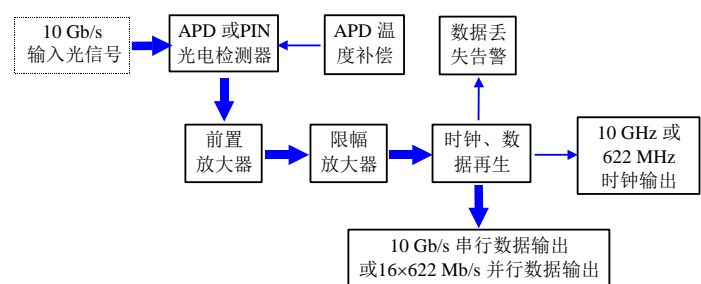 10 Gb/s
输入光信号
APD 或PIN
光电检测器
APD 温
度补偿
数据丢
失告警
前置
放大器
限幅
放大器
时钟、数
据再生
10 GHz 或
622 MHz
时钟输出
10 Gb/s 串行数据输出
或16×622 Mb/s 并行数据输出